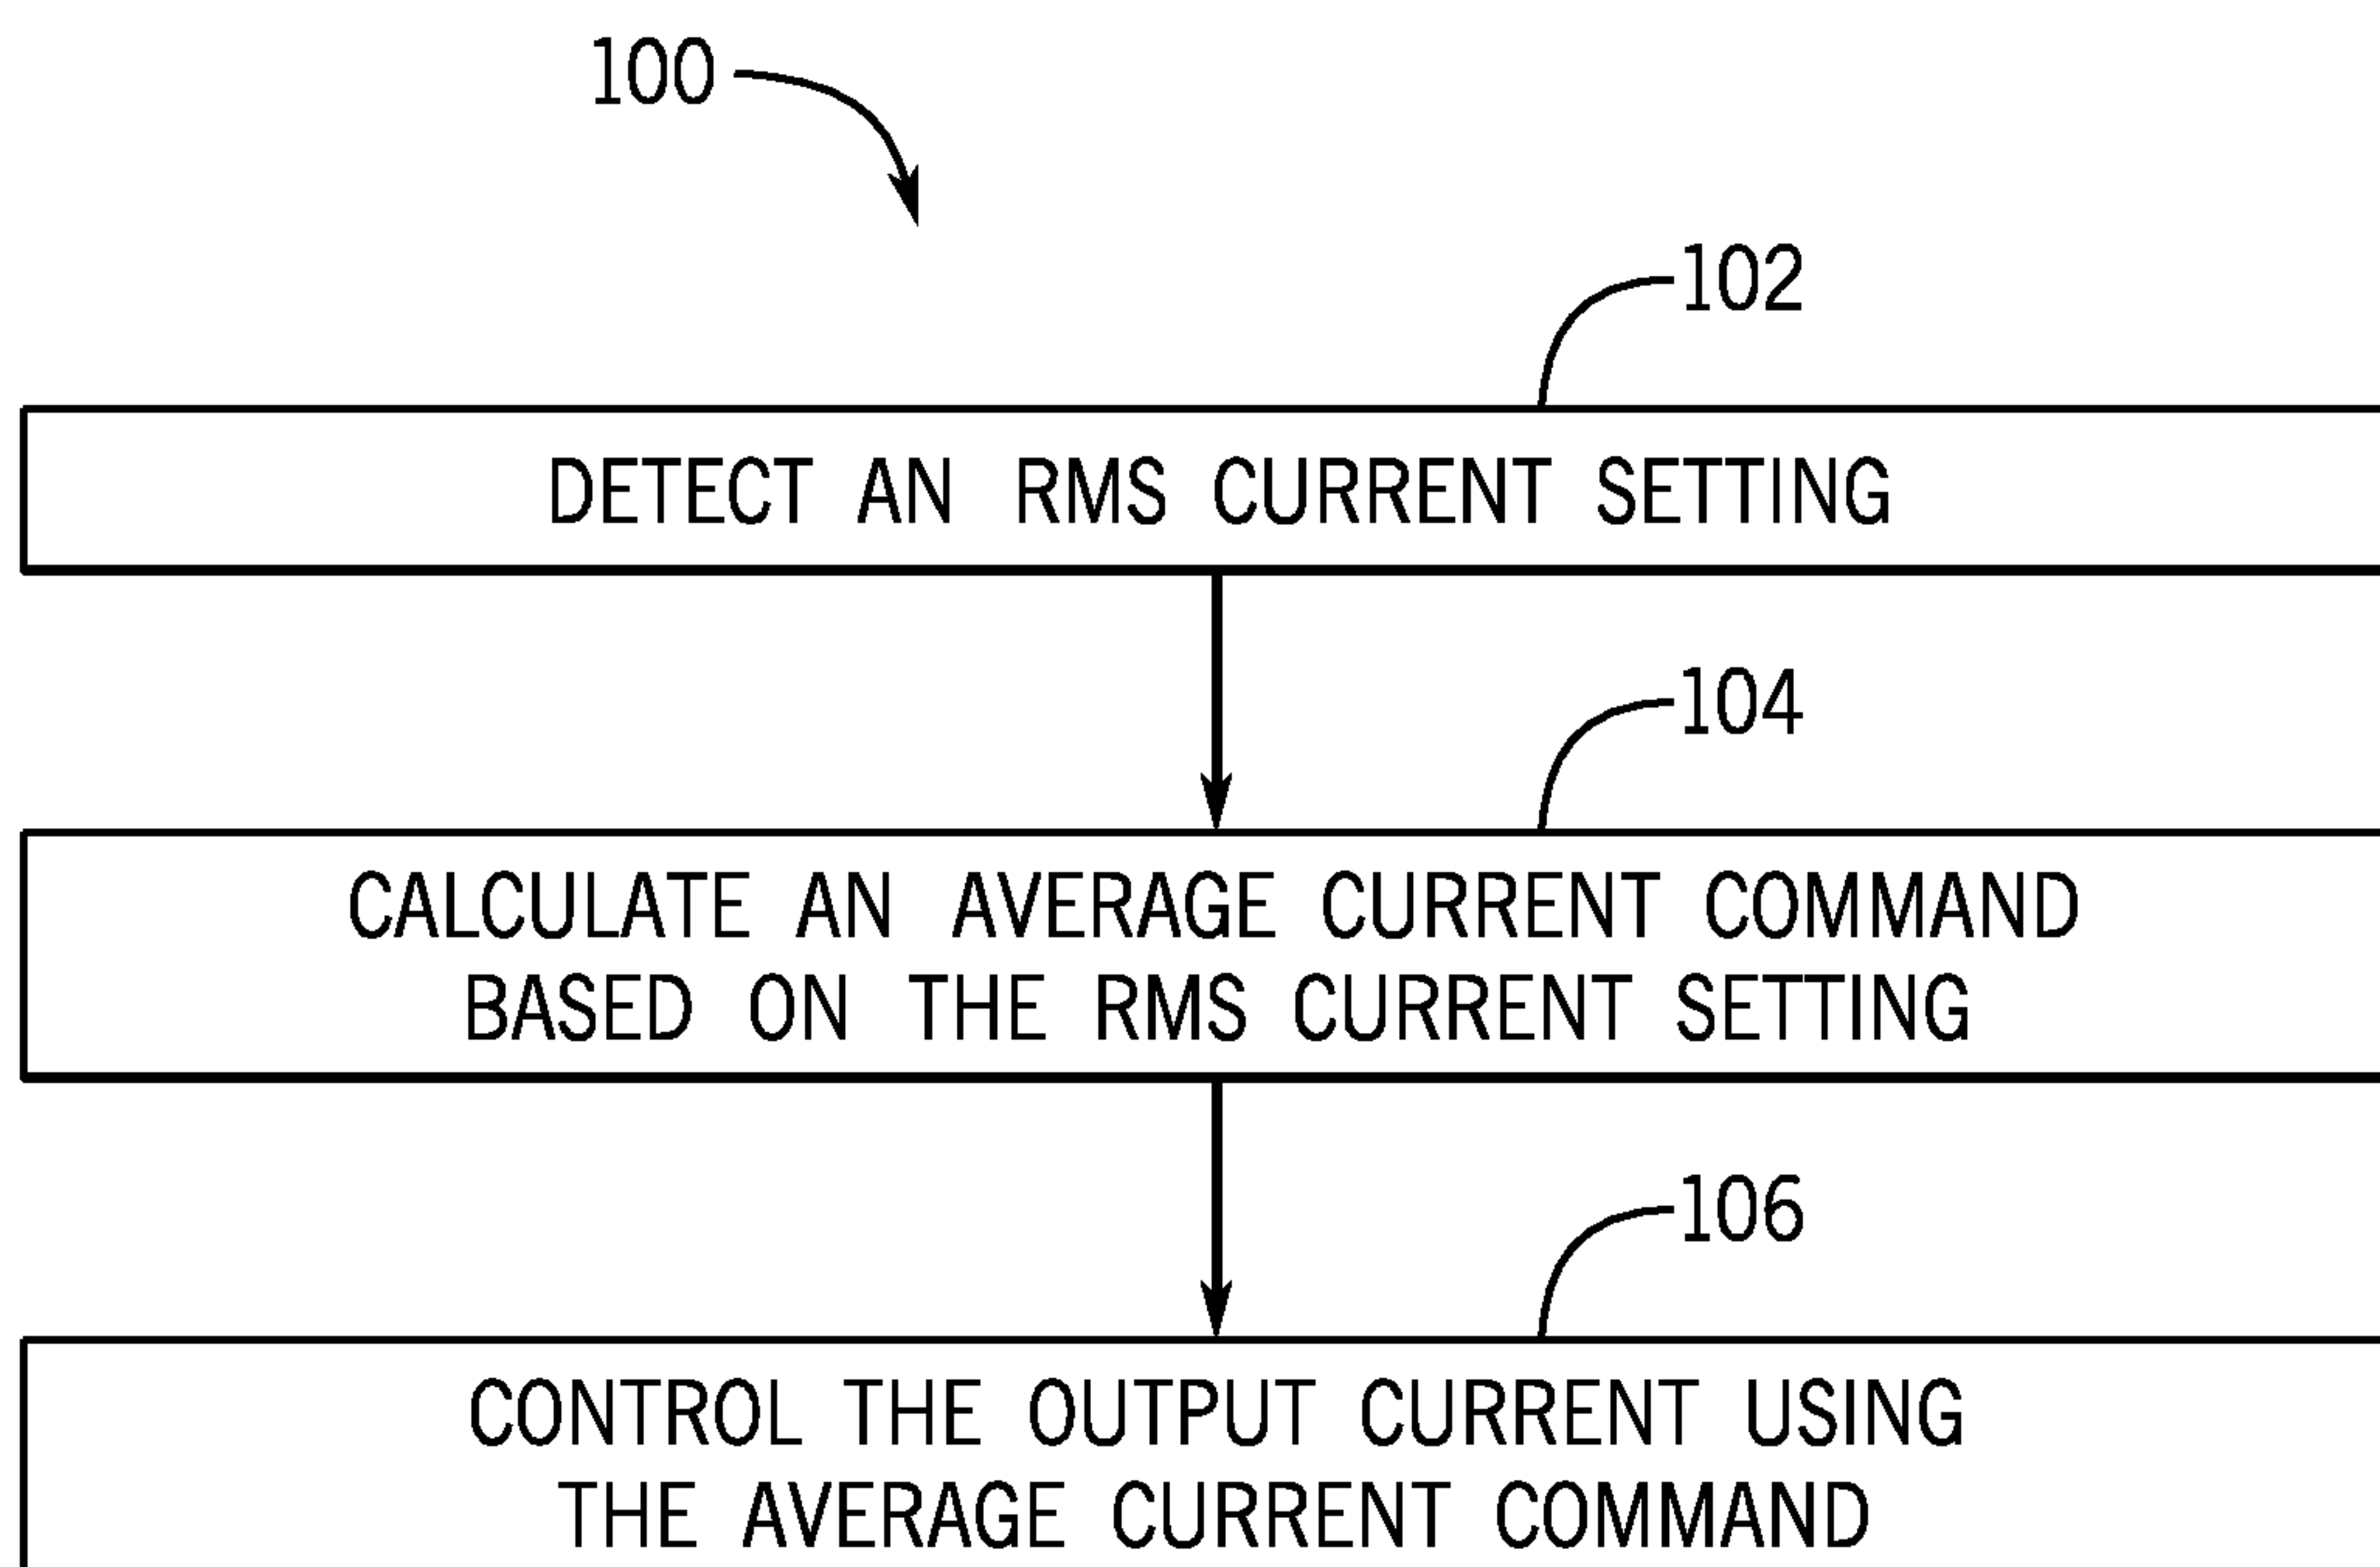 100
102
DETECT AN RMS CURRENT SETTING
104
CALCULATE AN AVERAGE CURRENT COMMAND
BASED ON THE RMS CURRENT SETTING
106
CONTROL THE OUTPUT CURRENT USING
THE AVERAGE CURRENT COMMAND